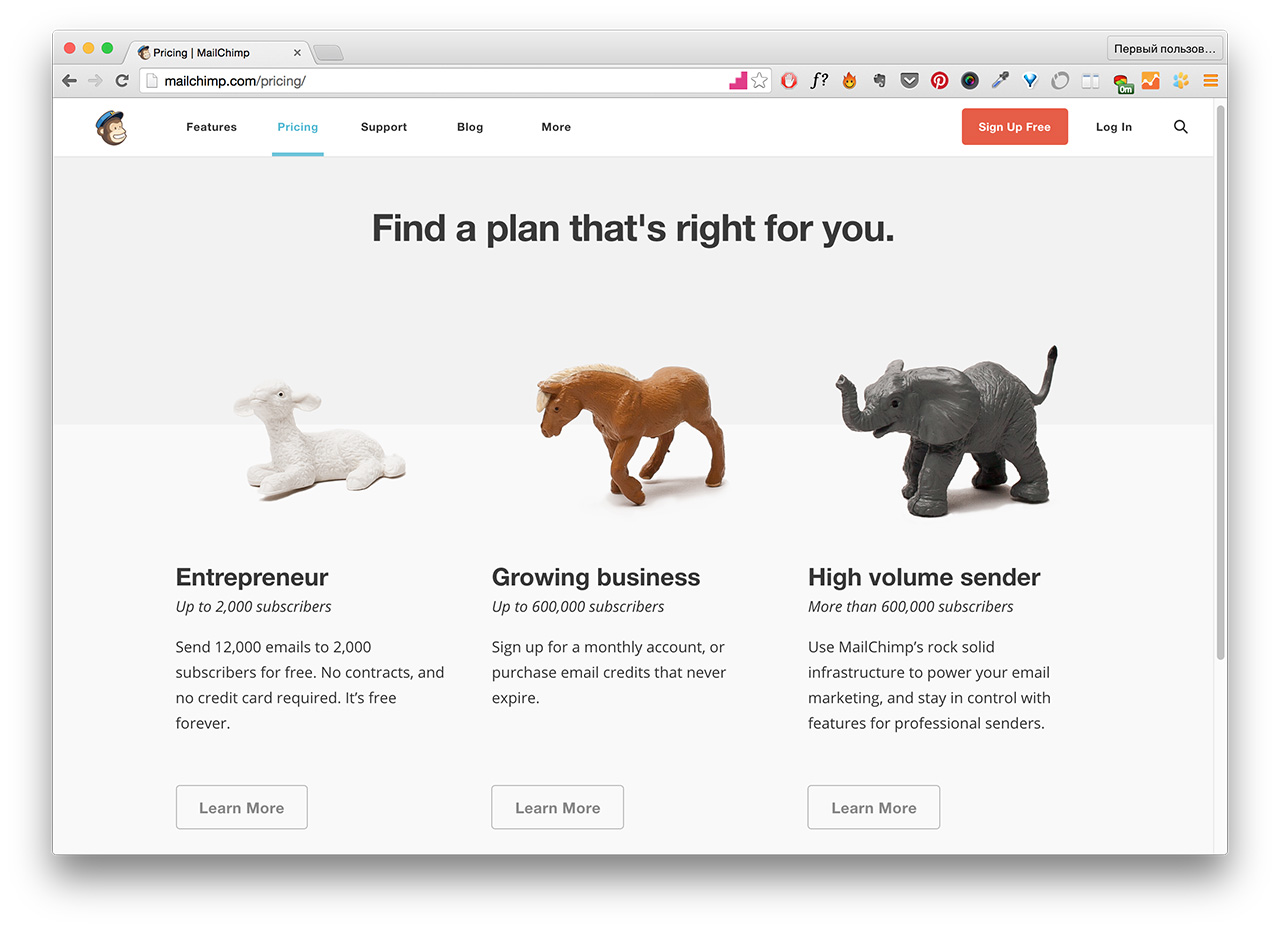 Pricing | MailChimp
Первый пользов...
mailchimp.com/pricing/
f?
0m
Features
Pricing
Support
Blog
More
Sign Up Free
Log In
Find a plan that's right for you.
Entrepreneur
Up to 2,000 subscribers
Send 12,000 emails to 2,000
subscribers for free. No contracts, and
no credit card required. It’s free
forever.
Learn More
Growing business
Up to 600,000 subscribers
Sign up for a monthly account, or
purchase email credits that never
expire.
Learn More
High volume sender
More than 600,000 subscribers
Use MailChimp’s rock solid
infrastructure to power your email
marketing, and stay in control with
features for professional senders.
Learn More